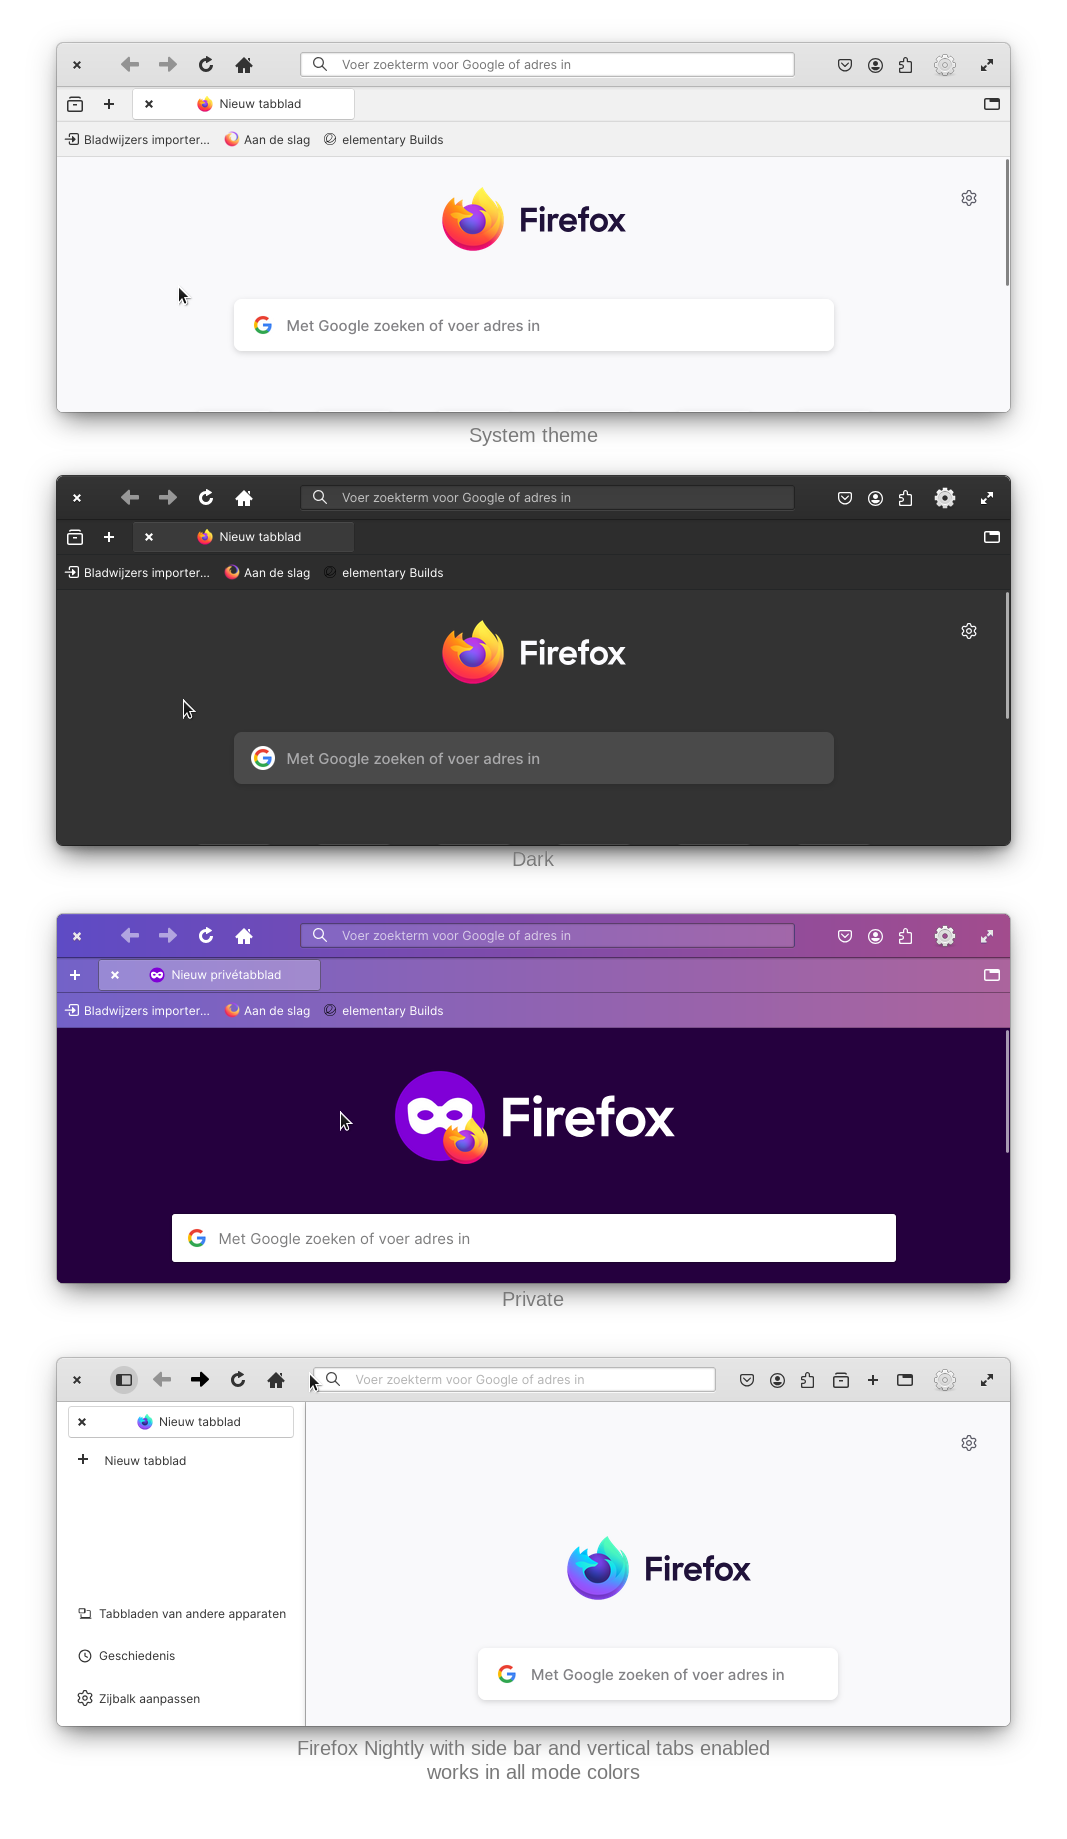 Voer zoekterm voor Google of adres in
Nieuw tabblad
Bladwijzers importer... Aan de slag elementary Builds
Firefox
Met Google zoeken of voer adres in
System theme
Voer zoekterm voor Google of adres in
Nieuw tabblad
Bladwijzers importer... Aan de slag elementary Builds
Firefox
Met Google zoeken of voer adres in
Dark
Voer zoekterm voor Google of adres in
Nieuw privétabblad
Bladwijzers importer... Aan de slag elementary Builds
Firefox
Met Google zoeken of voer adres in
Private
Voer zoekterm voor Google of adres in
Nieuw tabblad
Nieuw tabblad
Firefox
Tabbladen van andere apparaten
Geschiedenis
Met Google zoeken of voer adres in
Zijbalk aanpassen
Firefox Nightly with side bar and vertical tabs enabled
works in all mode colors